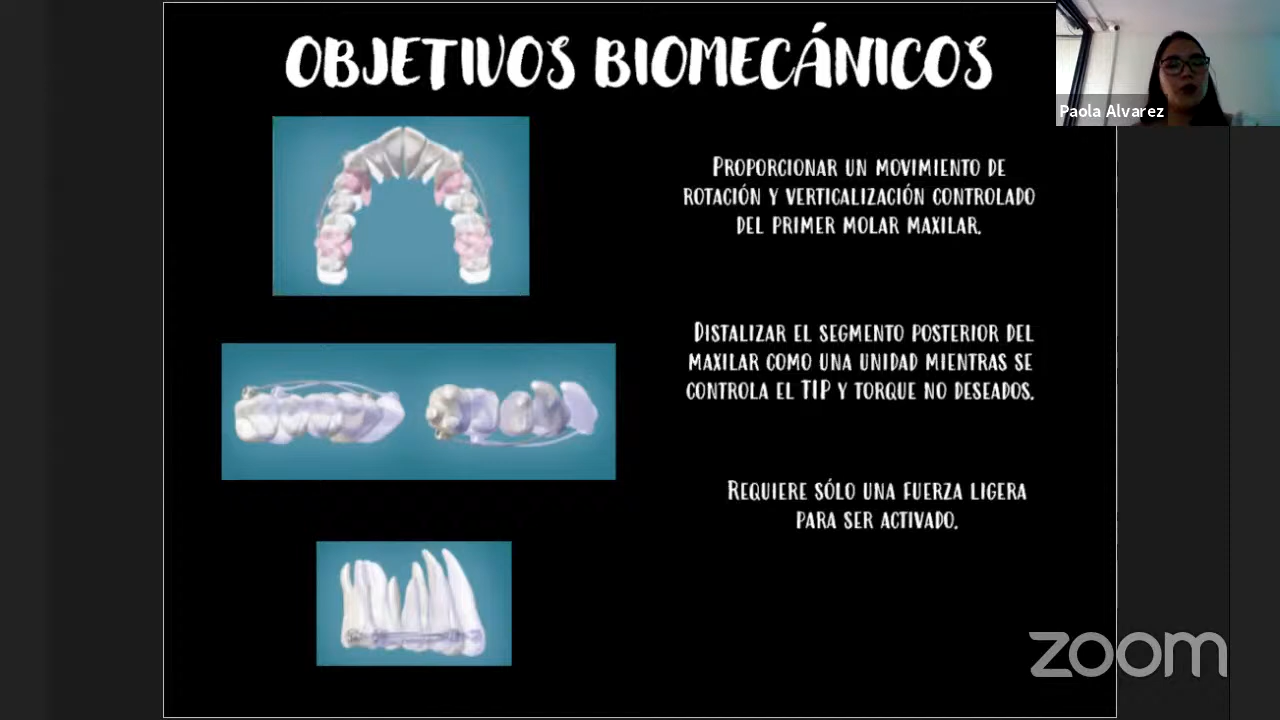 OBJETIVOS BIOMECÁNICOS
Paola Alvarez
PROPORCIONAR UN MOVIMIENTO DE
ROTACIÓN Y VERTICALIZACIÓN CONTROLADO
DEL PRIMER MOLAR MAXILAR.
DISTALIZAR EL SEGMENTO POSTERIOR DEL
MAXILAR COMO UNA UNIDAD MIENTRAS SE
CONTROLA EL TIP Y TORQUE NO DESEADOS.
REQUIERE SÓLO UNA FUERZA LIGERA
PARA SER ACTIVADO.
zoom